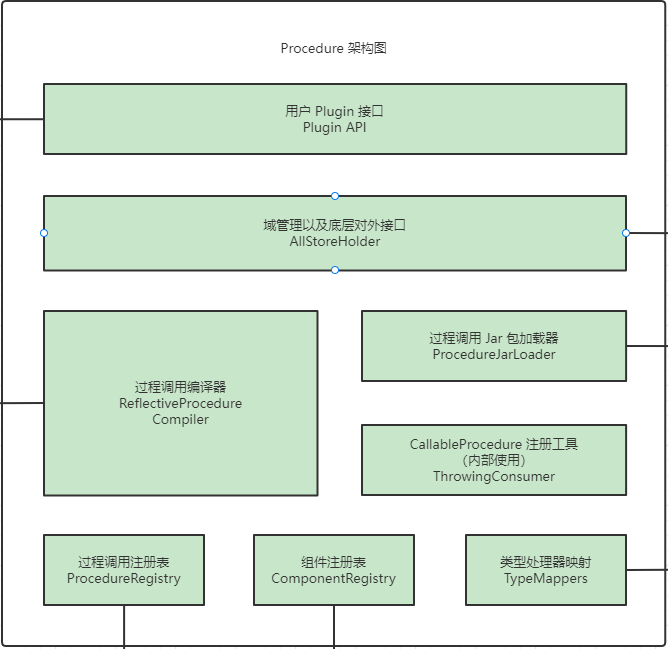 Procedure 架构图
用户 Plugin 接口
Plugin API
域管理以及底层对外接口
AllStoreHolder
过程调用编译器
ReflectiveProcedure
Compiler
过程调用 Jar 包加载器
ProcedureJarLoader
CallableProcedure 注册工具
（内部使用）
ThrowingConsumer
过程调用注册表
ProcedureRegistry
组件注册表
ComponentRegistry
类型处理器映射
TypeMappers